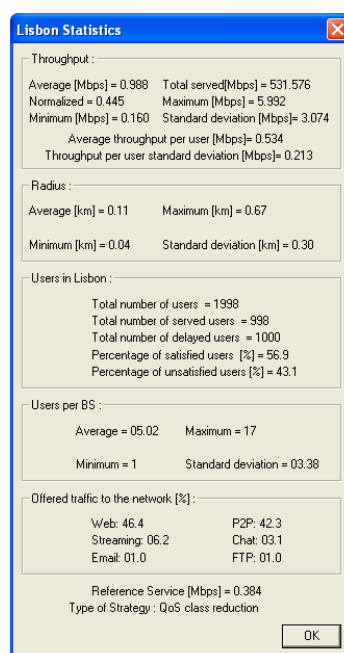 Lisbon Statistics
Throughput :
Average [Mbps] = 0.988 Total served[Mbps] = 531.576
Normalized = 0.445 Maximum [Mbps] = 5.992
Minimum [Mbps] = 0.160 Standard deviation [Mbps]= 3.074
Average throughput per user [Mbps]= 0.534
Throughput per user standard deviation [Mbps]= 0.213
Radius :
Average [km] = 0.11 Maximum [km] = 0.67
Minimum [km] = 0.04 Standard deviation [km] = 0.30
Users in Lisbon :
Total number of users = 1998
Total number of served users = 998
Total number of delayed users = 1000
Percentage of satisfied users [%] = 56.9
Percentage of unsatisfied users [%] = 43.1
Users per BS :
Average = 05.02 Maximum = 17
Minimum = 1 Standard deviation = 03.38
Offered traffic to the network [%] :
Web: 46.4 P2P: 42.3
Streaming: 06.2 Chat: 03.1
Email: 01.0 FTP: 01.0
Reference Service [Mbps] = 0.384
Type of Strategy : QoS class reduction
OK